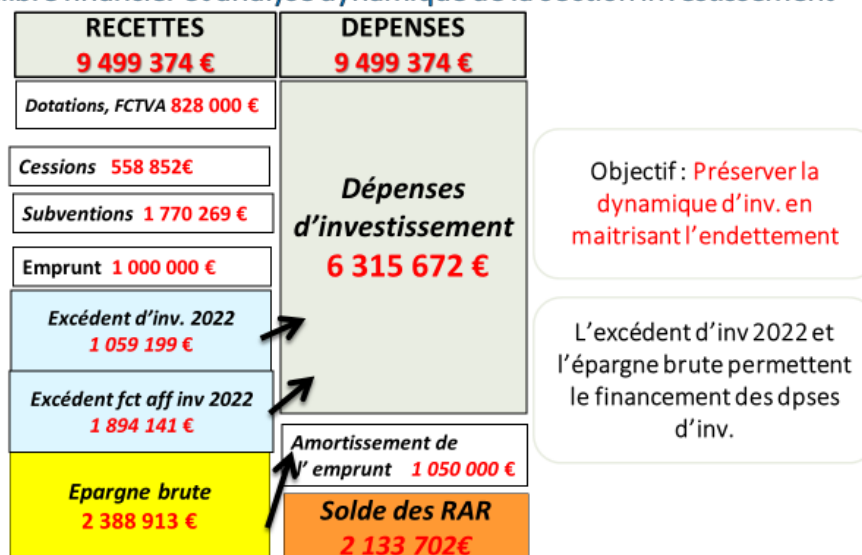 RECETTES
9 499 374 €
DEPENSES
9 499 374 €
Dotations, FCTVA 828 000 €
Cessions 558 852€
Subventions 1 770 269 €
Emprunt 1 000 000 €
Excédent d'inv. 2022
1 059 199 €
Excédent fct aff inv 2022
1 894 141 €
Epargne brute
2 388 913 €
Dépenses
d'investissement
6 315 672 €
Amortissement de
l' emprunt 1 050 000 €
Solde des RAR
2 133 702€
Objectif : Préserver la
dynamique d'inv. en
maitrisant l'endettement
L'excédent d'inv 2022 et
l'épargne brute permettent
le financement des dpses
d'inv.